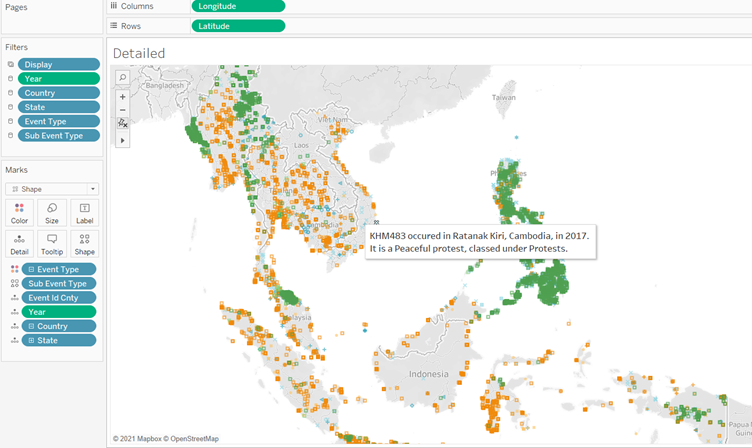 Pages
Columns
Longitude
Rows
Latitude
Filters
Display
Year
Country
State
Event Type
Sub Event Type
Marks
Shape
Color
Size
Label
Detail
Tooltip
Shape
Event Type
Sub Event Type
Event Id Cnty
Year
Country
State
Detailed
Bangladesh
Taiwan
Việt Nam
Laos
Cambodia
KHM483 occured in Ratanak Kiri, Cambodia, in 2017.
It is a Peaceful protest, classed under Protests.
Malaysia
Indonesia
Papua
© 2021 Mapbox © OpenStreetMap